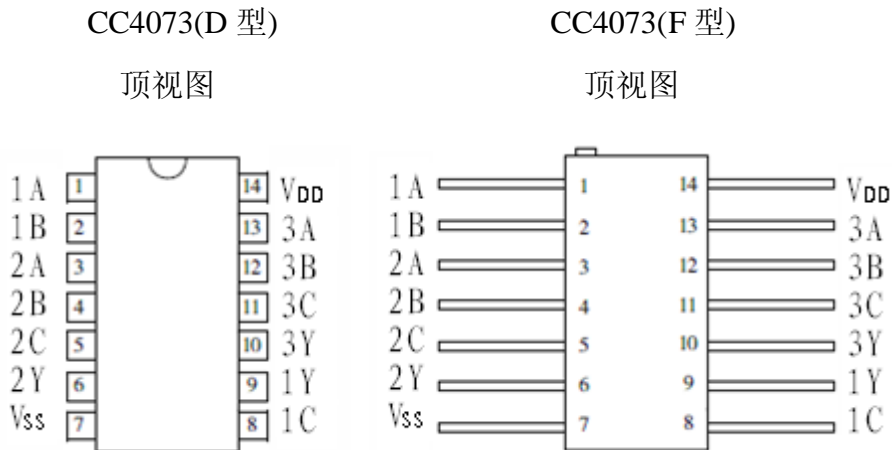 CC4073(D 型) CC4073(F 型)
顶视图 顶视图
1A 1 14 VDD 1A 1 14 VDD
1B 2 13 3A 1B 2 13 3A
2A 3 12 3B 2A 3 12 3B
2B 4 11 3C 2B 4 11 3C
2C 5 10 3Y 2C 5 10 3Y
2Y 6 9 1Y 2Y 6 9 1Y
Vss 7 8 1C Vss 7 8 1C